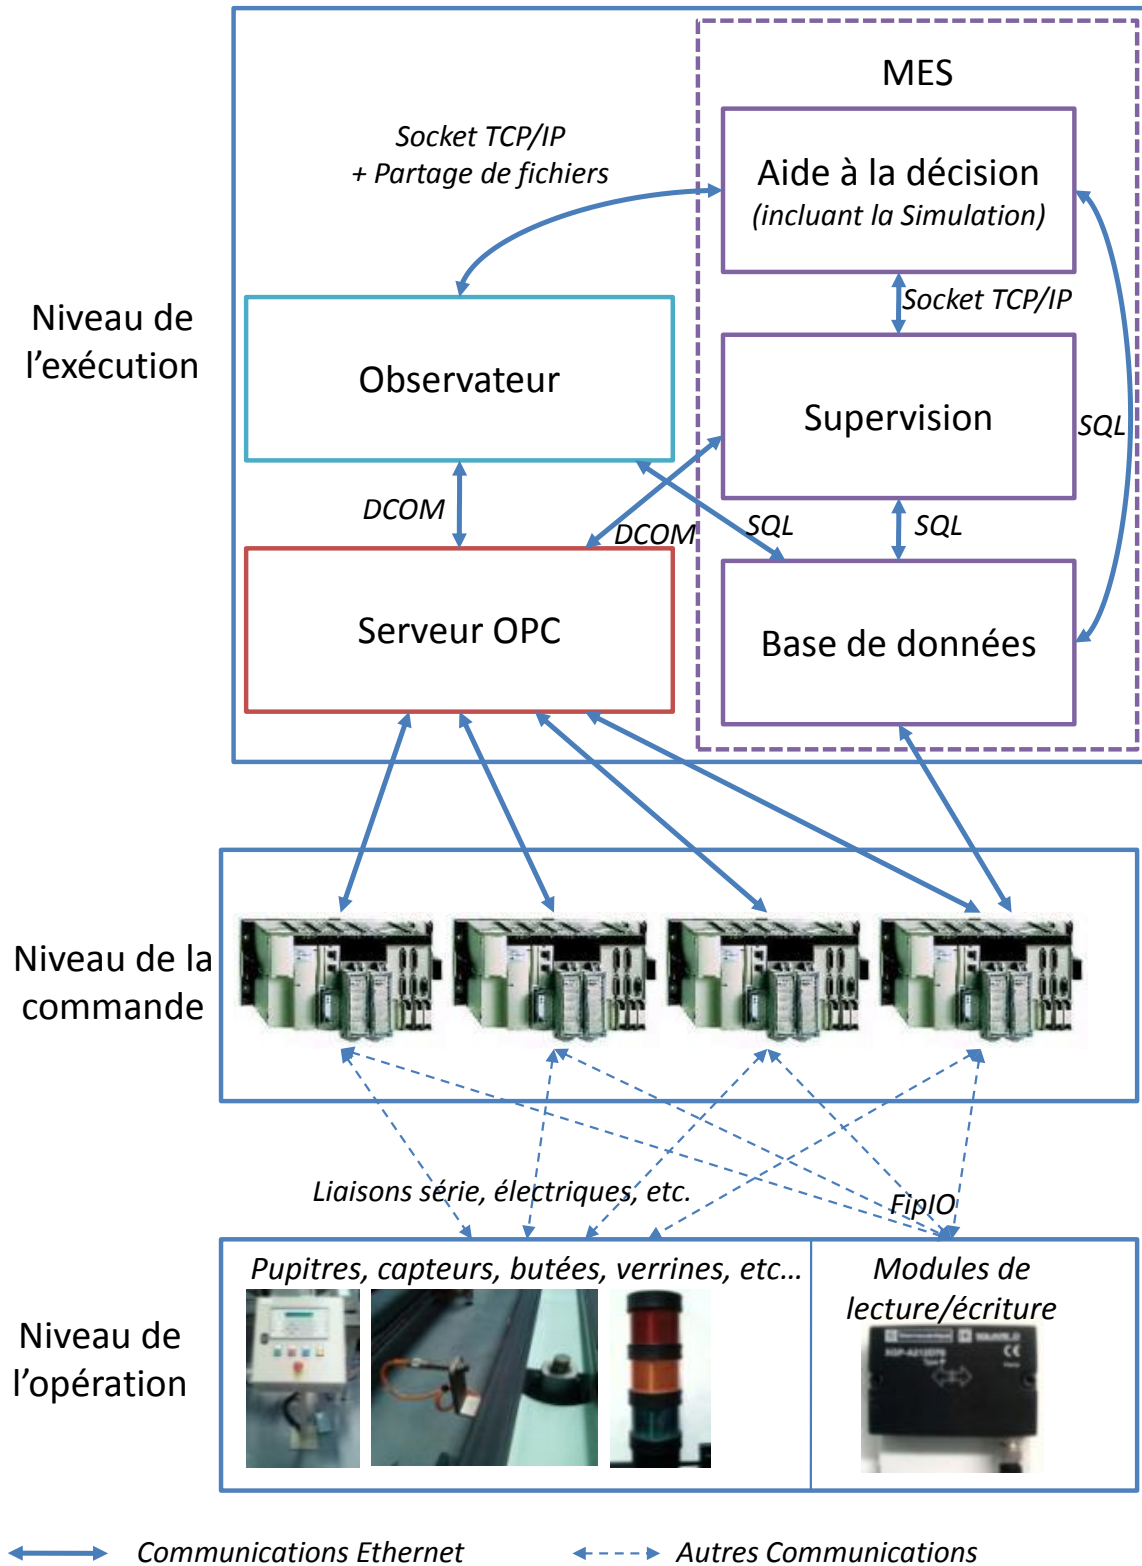 MES
Socket TCP/IP
+ Partage de fichiers
Aide à la décision
(incluant la Simulation)
Socket TCP/IP
Niveau de
l’exécution
Observateur
Supervision
SQL
DCOM
DCOM
SQL
SQL
Serveur OPC
Base de données
Niveau de la
commande
Liaisons série, électriques, etc.
FipIO
Pupitres, capteurs, butées, verrines, etc...
Modules de
lecture/écriture
Niveau de
l’opération
Communications Ethernet
Autres Communications